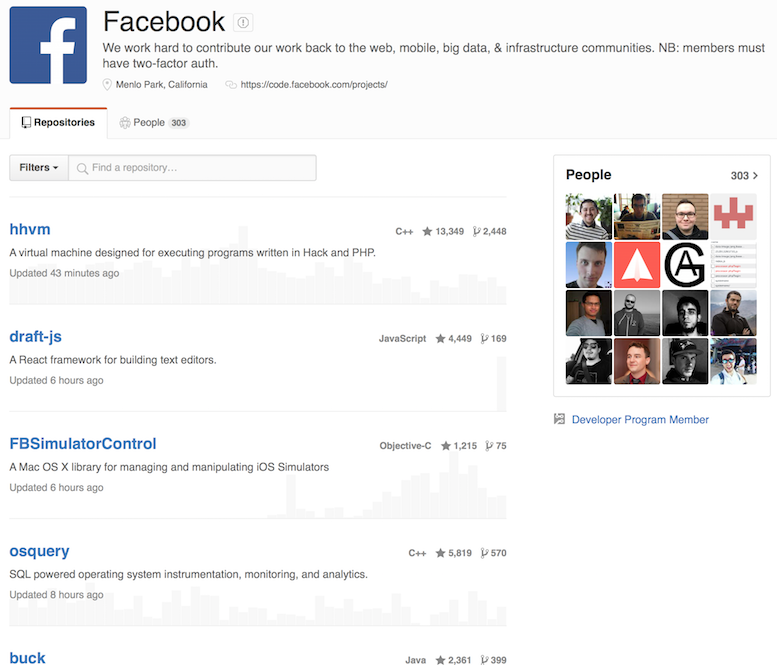 Facebook
We work hard to contribute our work back to the web, mobile, big data, & infrastructure communities. NB: members must
have two-factor auth.
Menlo Park, California https://code.facebook.com/projects/
Repositories People 303
Filters Find a repository...
People 303
hhvm C++ 13,349 2,448
A virtual machine designed for executing programs written in Hack and PHP.
Updated 43 minutes ago
draft-js JavaScript 4,449 169
A React framework for building text editors.
Updated 6 hours ago
Developer Program Member
FBSimulatorControl Objective-C 1,215 75
A Mac OS X library for managing and manipulating iOS Simulators
Updated 6 hours ago
osquery C++ 5,819 570
SQL powered operating system instrumentation, monitoring, and analytics.
Updated 8 hours ago
buck Java 2,361 399